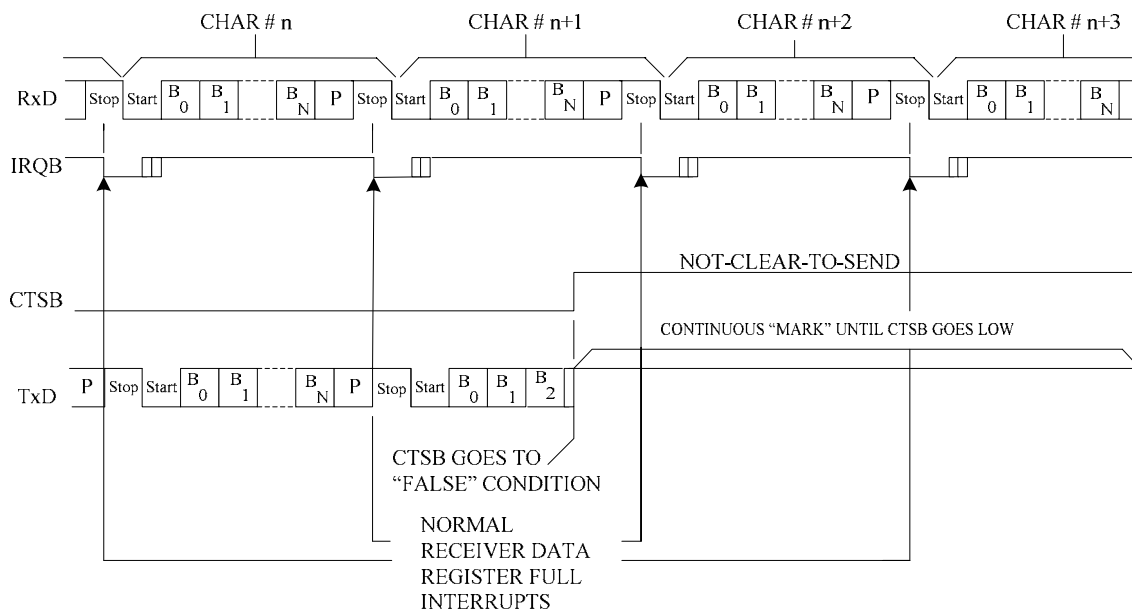 CHAR # n CHAR # n+1 CHAR # n+2 CHAR # n+3
RxD Stop Start B0 B1 BN P Stop Start B0 B1 BN P Stop Start B0 B1 BN P Stop Start B0 B1 BN
IRQB
NOT-CLEAR-TO-SEND
CTSB
CONTINUOUS “MARK” UNTIL CTSB GOES LOW
TxD P Stop Start B0 B1 BN P Stop Start B0 B1 B2
CTSB GOES TO
“FALSE” CONDITION
NORMAL
RECEIVER DATA
REGISTER FULL
INTERRUPTS